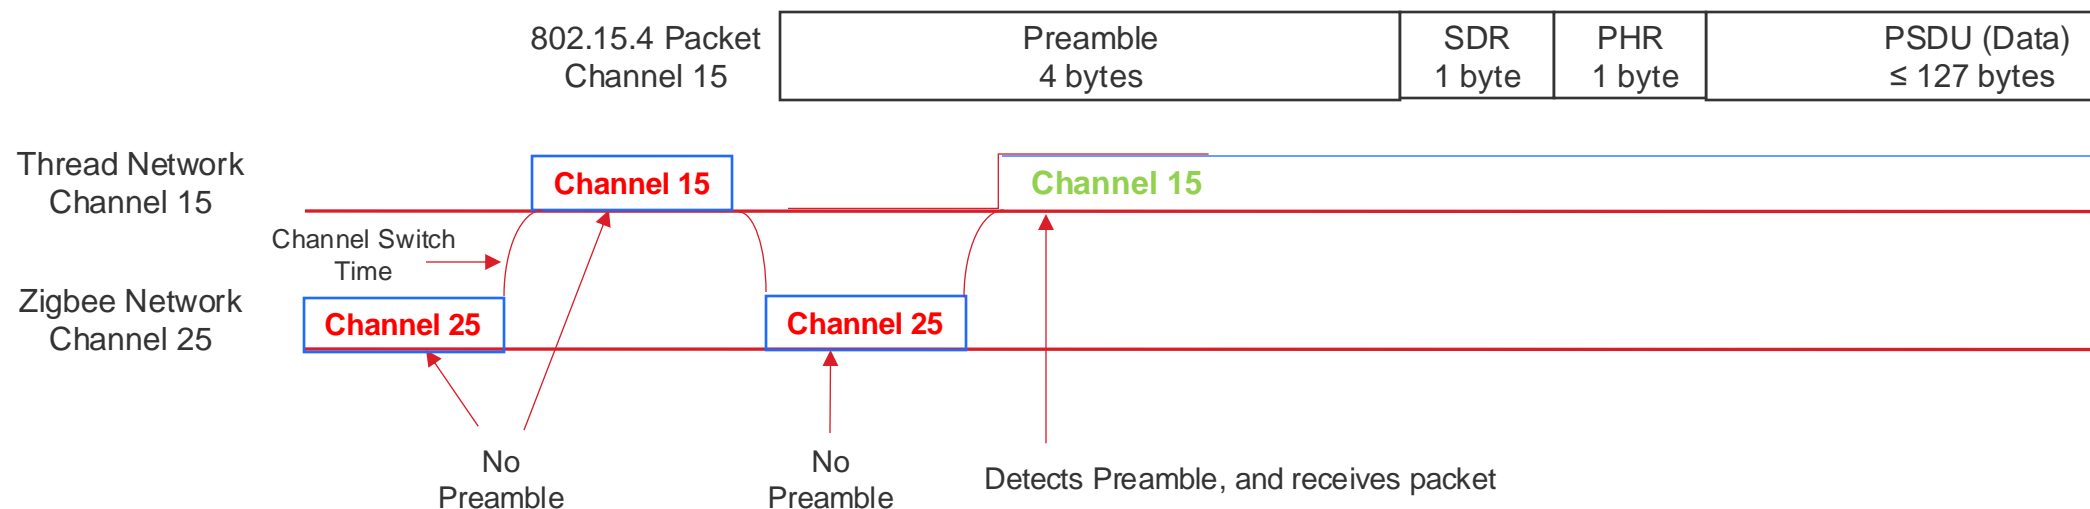 802.15.4 Packet
Channel 15
Preamble
4 bytes
SDR
1 byte
PHR
1 byte
PSDU (Data)
≤ 127 bytes
Thread Network
Channel 15
Channel 15
Channel 15
Channel Switch
Time
Zigbee Network
Channel 25
Channel 25
Channel 25
No
Preamble
No
Preamble
Detects Preamble, and receives packet